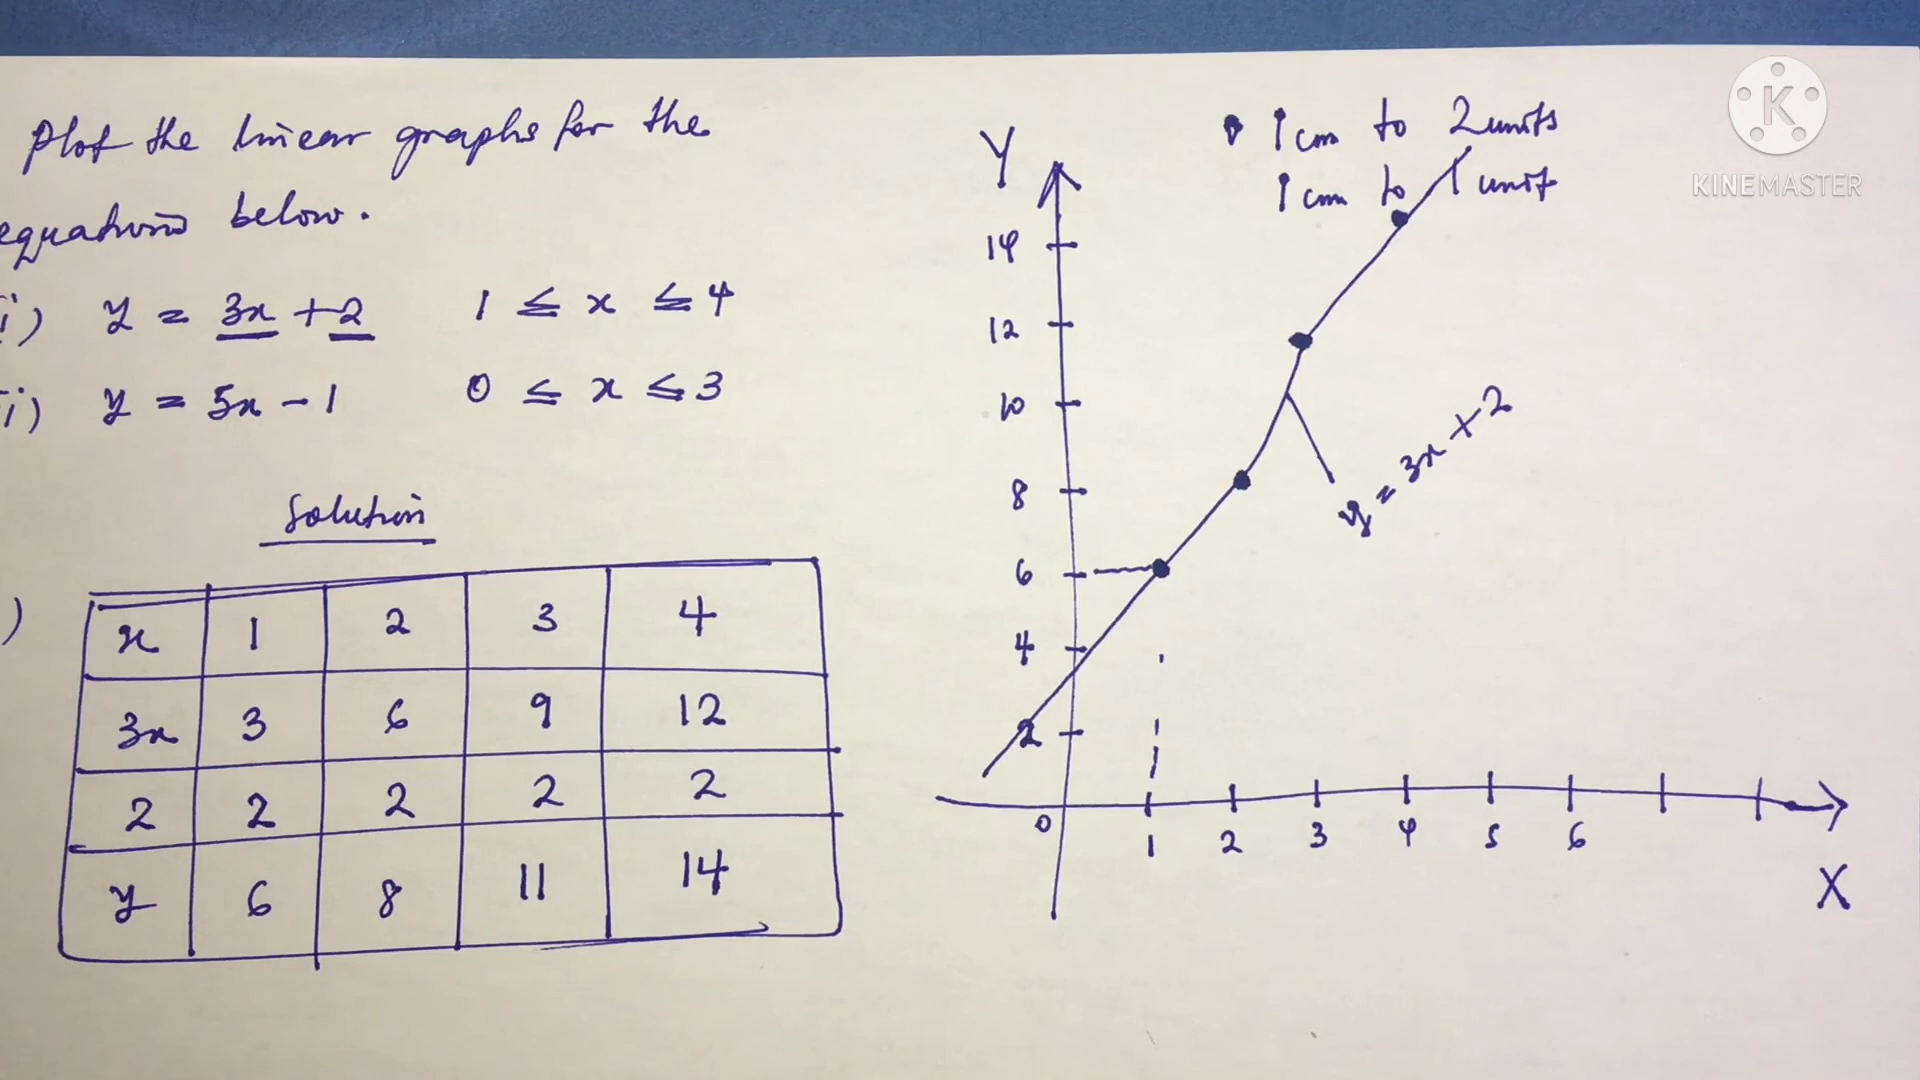 Plot the linear graphs for the
equations below.
i) y = 3x + 2 1 ≤ x ≤ 4
ii) y = 5x - 1 0 ≤ x ≤ 3
Solution
)
x 1 2 3 4
3x 3 6 9 12
2 2 2 2 2
y 6 8 11 14
1cm to 2units
1cm to 1 unit
Y
14
12
10
8
6
4
2
0 1 2 3 4 5 6
X
y = 3x + 2
K
KINEMASTER